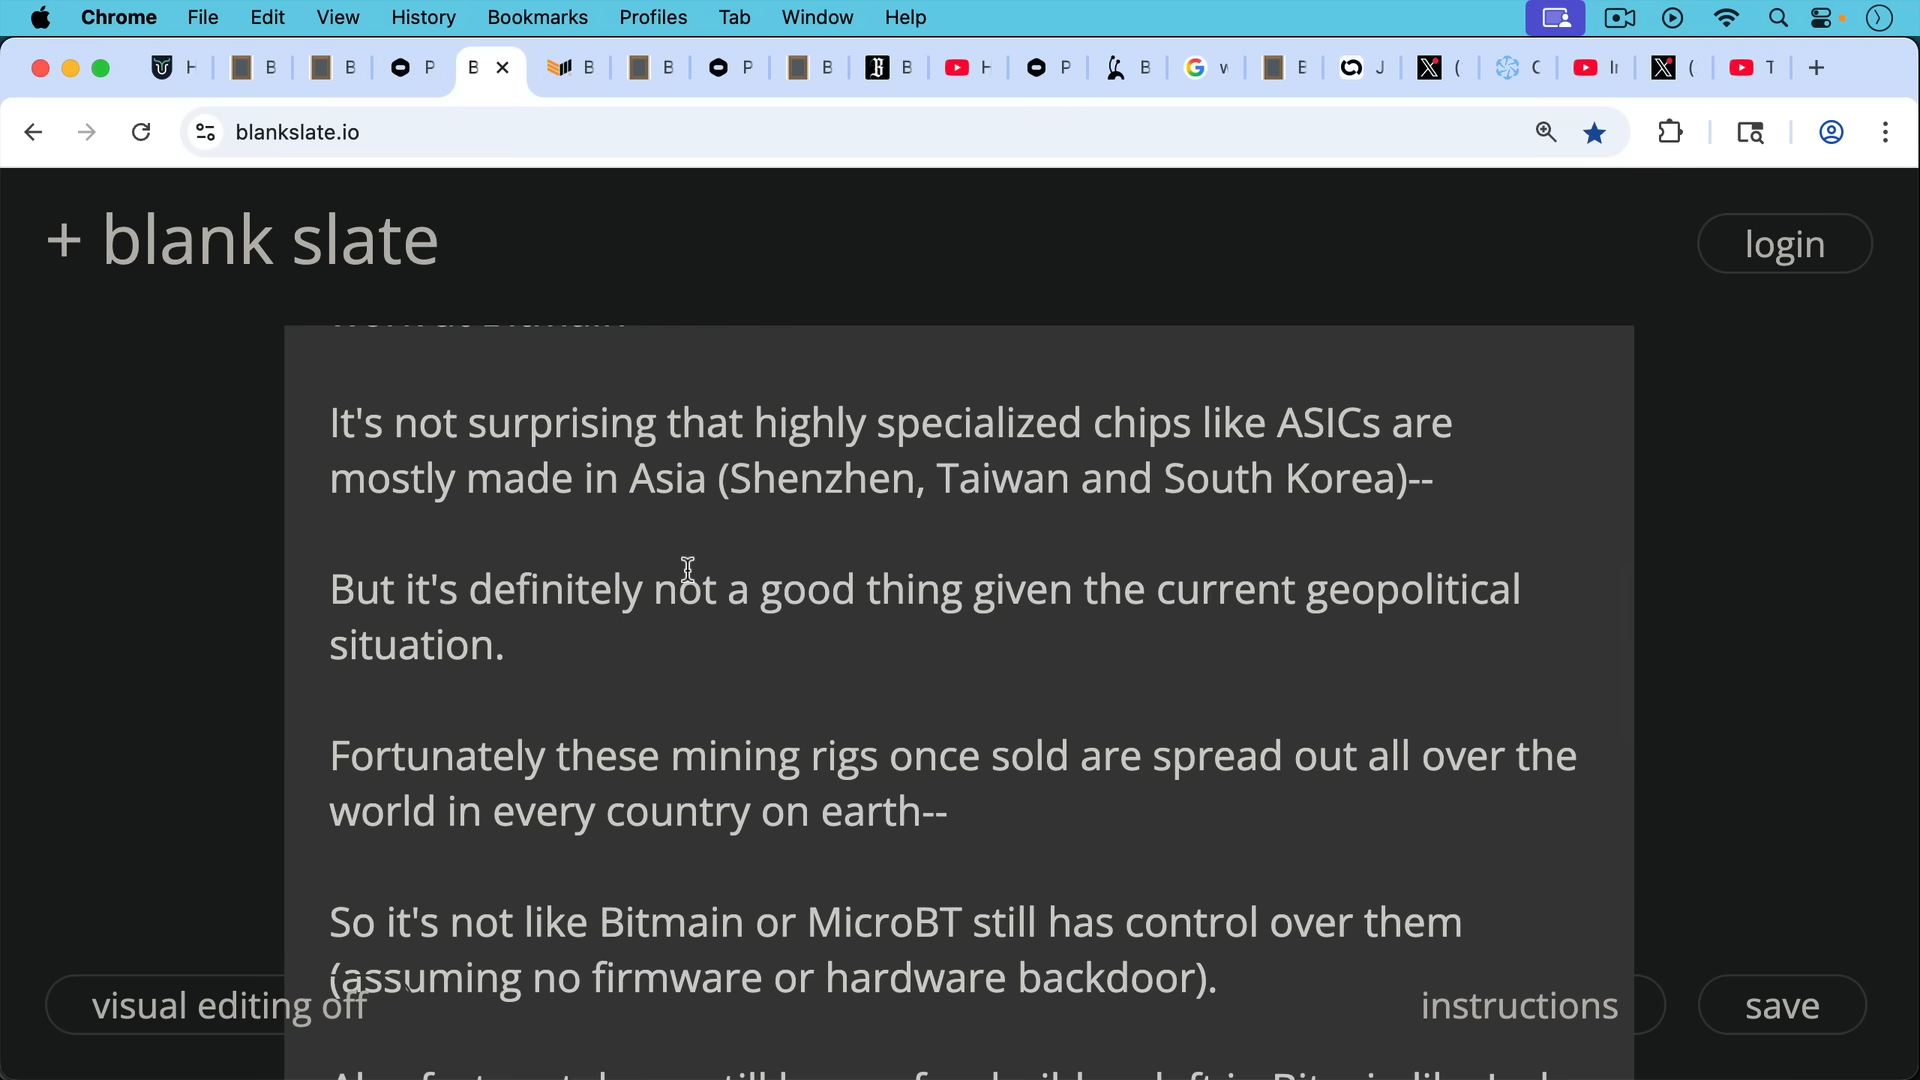 Chrome File Edit View History Bookmarks Profiles Tab Window Help
H B B P B B B P B B H P B w E J ( C Ir ( T
blankslate.io
+ blank slate
login
It's not surprising that highly specialized chips like ASICs are
mostly made in Asia (Shenzhen, Taiwan and South Korea)--
But it's definitely not a good thing given the current geopolitical
situation.
Fortunately these mining rigs once sold are spread out all over the
world in every country on earth--
So it's not like Bitmain or MicroBT still has control over them
(assuming no firmware or hardware backdoor).
visual editing off
instructions
save